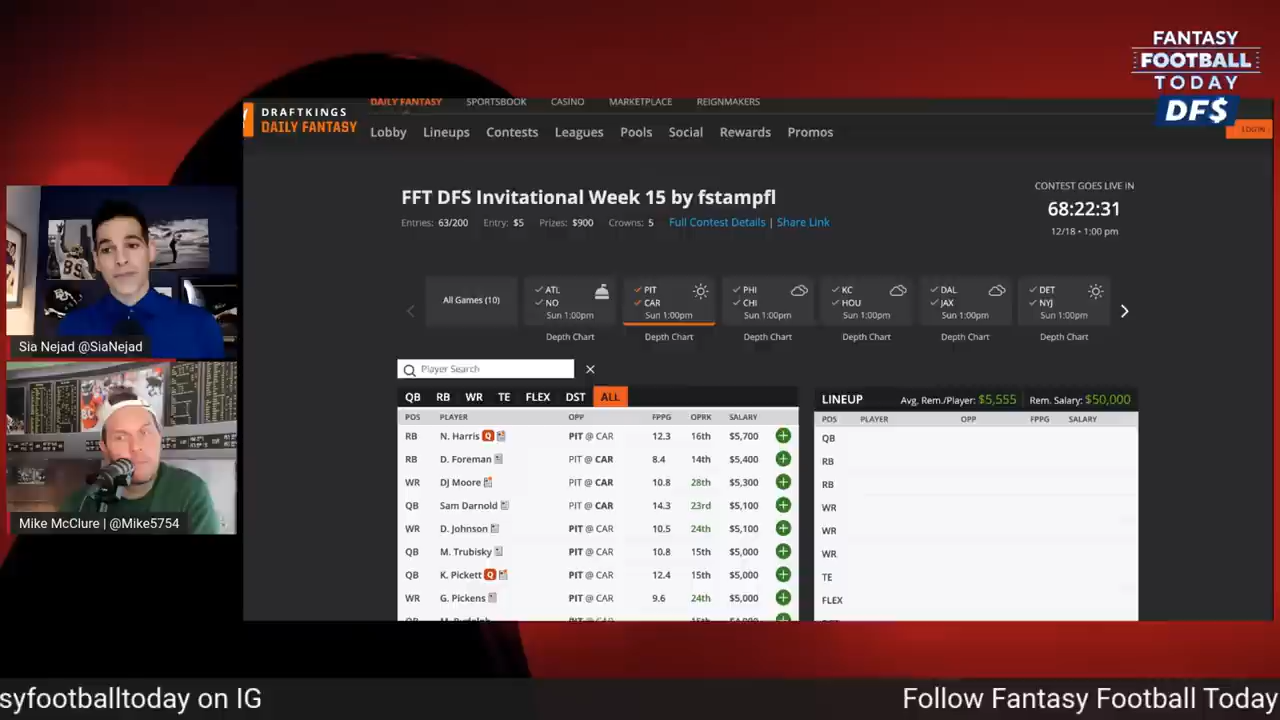 FANTASY
FOOTBALL
TODAY
DF$
DRAFTKINGS
DAILY FANTASY
DAILY FANTASY SPORTSBOOK CASINO MARKETPLACE REIGNMAKERS
Lobby Lineups Contests Leagues Pools Social Rewards Promos
LOGIN
FFT DFS Invitational Week 15 by fstampfl
Entries: 63/200 Entry: $5 Prizes: $900 Crowns: 5 Full Contest Details | Share Link
CONTEST GOES LIVE IN
68:22:31
12/18 • 1:00 pm
All Games (10)
ATL
NO
Sun 1:00pm
Depth Chart
PIT
CAR
Sun 1:00pm
Depth Chart
PHI
CHI
Sun 1:00pm
Depth Chart
KC
HOU
Sun 1:00pm
Depth Chart
DAL
JAX
Sun 1:00pm
Depth Chart
DET
NYJ
Sun 1:00pm
Depth Chart
Player Search
QB RB WR TE FLEX DST ALL
POS PLAYER OPP FPPG OPRK SALARY
RB N. Harris Q PIT @ CAR 12.3 16th $5,700
RB D. Foreman PIT @ CAR 8.4 14th $5,400
WR DJ Moore PIT @ CAR 10.8 28th $5,300
QB Sam Darnold PIT @ CAR 14.3 23rd $5,100
WR D. Johnson PIT @ CAR 10.5 24th $5,100
QB M. Trubisky PIT @ CAR 10.8 15th $5,000
QB K. Pickett Q PIT @ CAR 12.4 15th $5,000
WR G. Pickens PIT @ CAR 9.6 24th $5,000
LINEUP Avg. Rem./Player: $5,555 Rem. Salary: $50,000
POS PLAYER OPP FPPG SALARY
QB
RB
RB
WR
WR
WR
TE
FLEX
89
Sia Nejad @SiaNejad
Mike McClure | @Mike5754
syfootballtoday on IG
Follow Fantasy Football Today